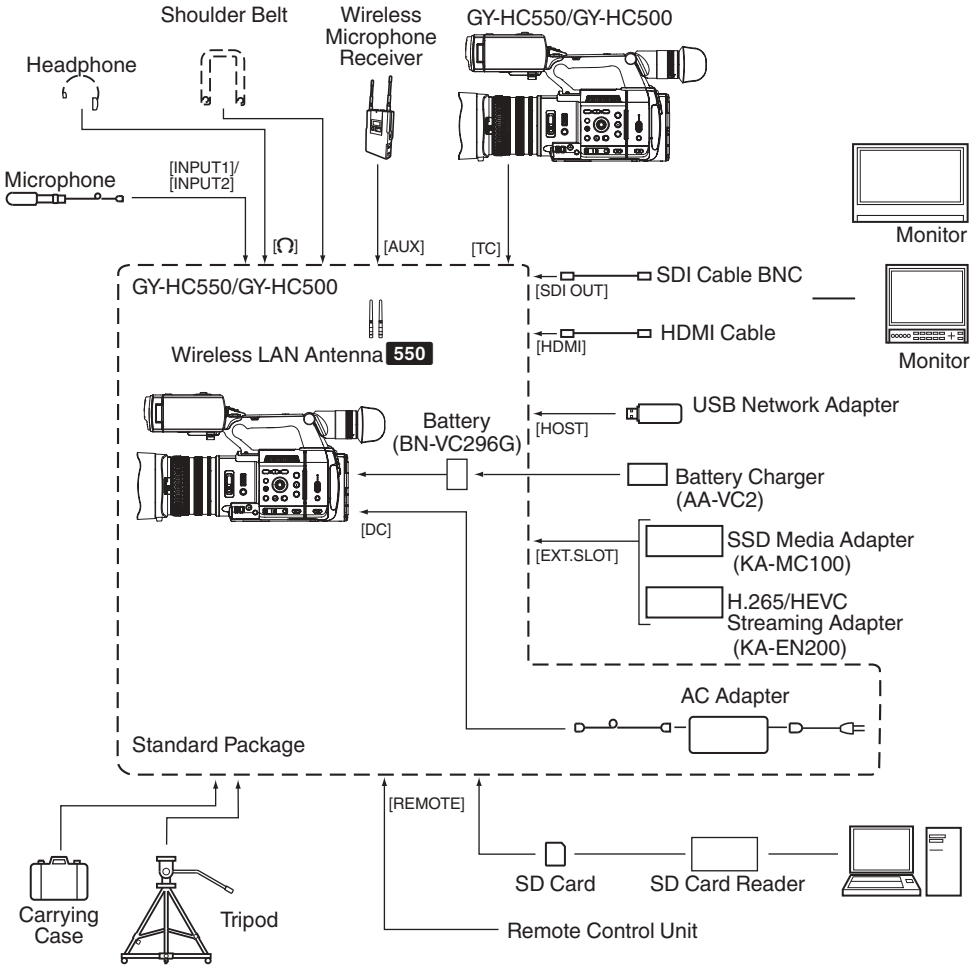 Shoulder Belt
Wireless
Microphone
Receiver
GY-HC550/GY-HC500
Headphone
[INPUT1]/
[INPUT2]
Microphone
[AUX]
[TC]
Monitor
GY-HC550/GY-HC500
[SDI OUT]
SDI Cable BNC
Wireless LAN Antenna 550
[HDMI]
HDMI Cable
Monitor
Battery
(BN-VC296G)
[HOST]
USB Network Adapter
Battery Charger
(AA-VC2)
[DC]
[EXT.SLOT]
SSD Media Adapter
(KA-MC100)
H.265/HEVC
Streaming Adapter
(KA-EN200)
AC Adapter
Standard Package
[REMOTE]
SD Card
SD Card Reader
Carrying
Case
Tripod
Remote Control Unit